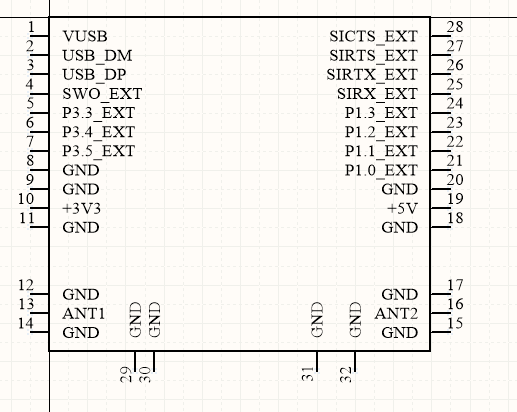 1 VUSB SICTS_EXT 28
2 USB_DM SIRTS_EXT 27
3 USB_DP SIRTX_EXT 26
4 SWO_EXT SIRX_EXT 25
5 P3.3_EXT P1.3_EXT 24
6 P3.4_EXT P1.2_EXT 23
7 P3.5_EXT P1.1_EXT 22
8 GND P1.0_EXT 21
9 GND GND 20
10 +3V3 +5V 19
11 GND GND 18
12 GND GND 17
13 ANT1 ANT2 16
14 GND GND 15
GND GND GND GND
29 30 31 32